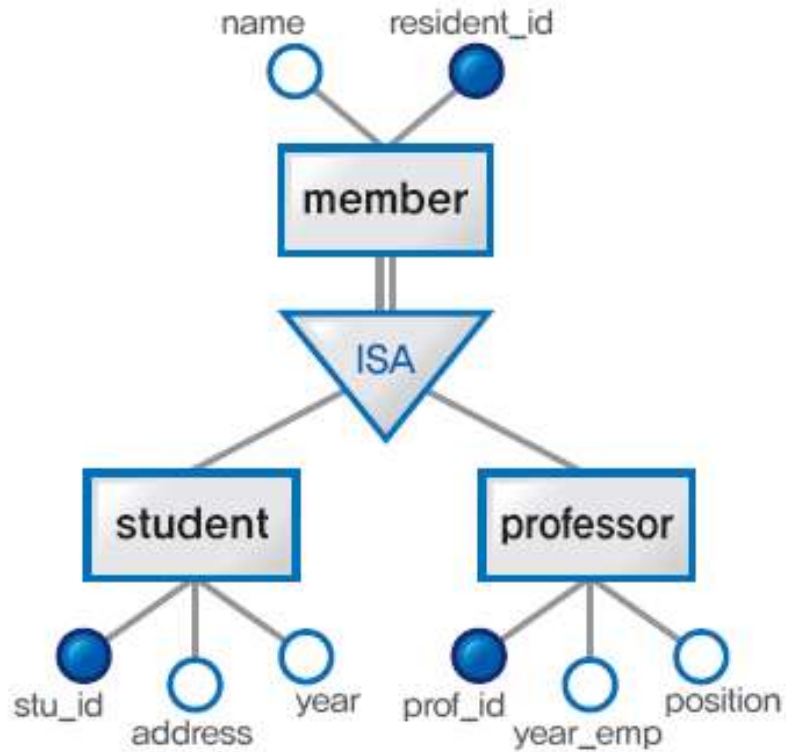 name resident_id
member
ISA
student professor
stu_id address year prof_id year_emp position